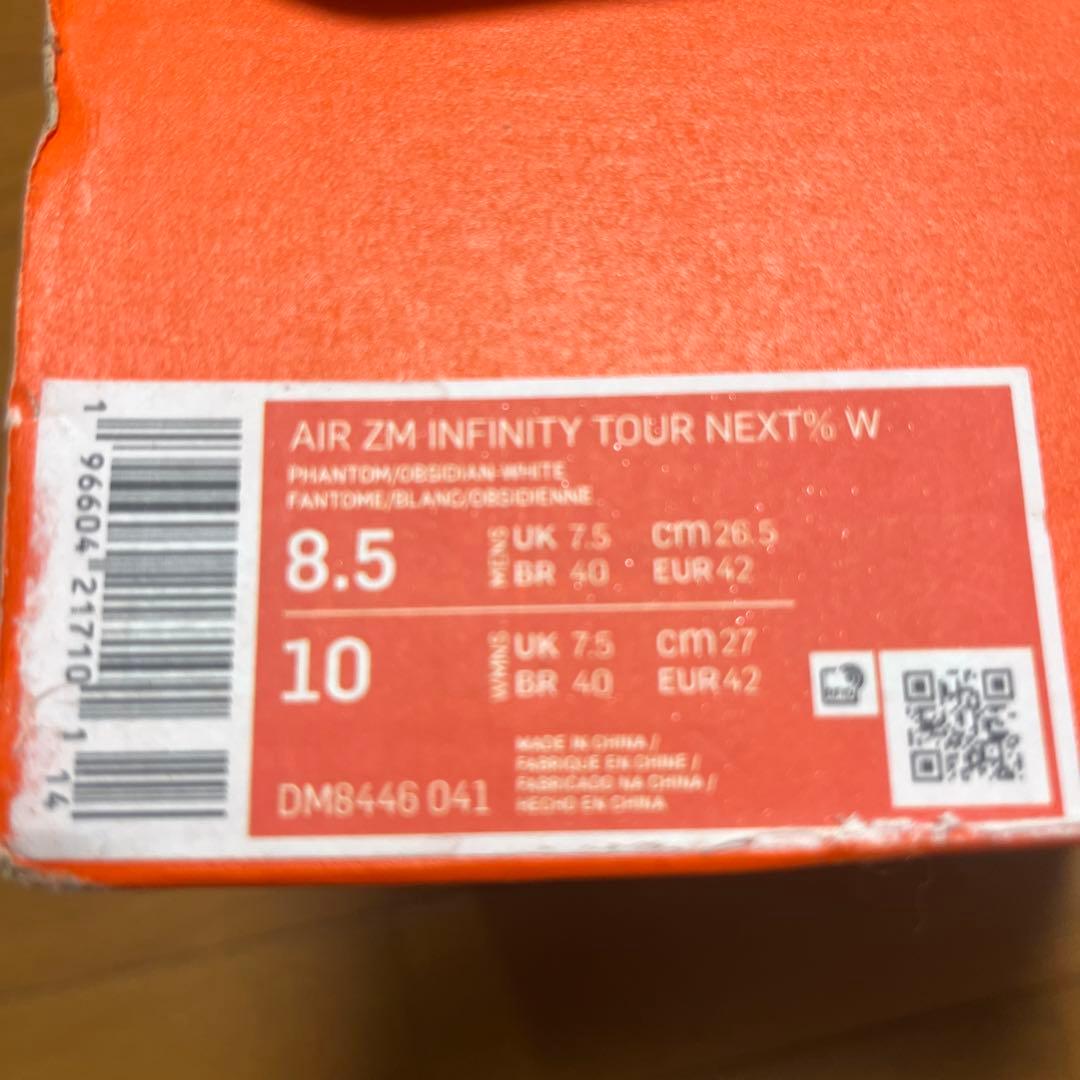 AIR ZM INFINITY TOUR NEXT% W
PHANTOM/OBSIDIAN-WHITE
FANTOME/BLANC/OBSIDIENNE
8.5 MENS UK 7.5 cm 26.5
BR 40 EUR 42
10 WMNS UK 7.5 cm 27
BR 40 EUR 42
MADE IN CHINA /
FABRIQUE EN CHINE /
FABRICADO NA CHINA /
HECHO EN CHINA
DM8446 041
RFID
1 96604 21710 1 14